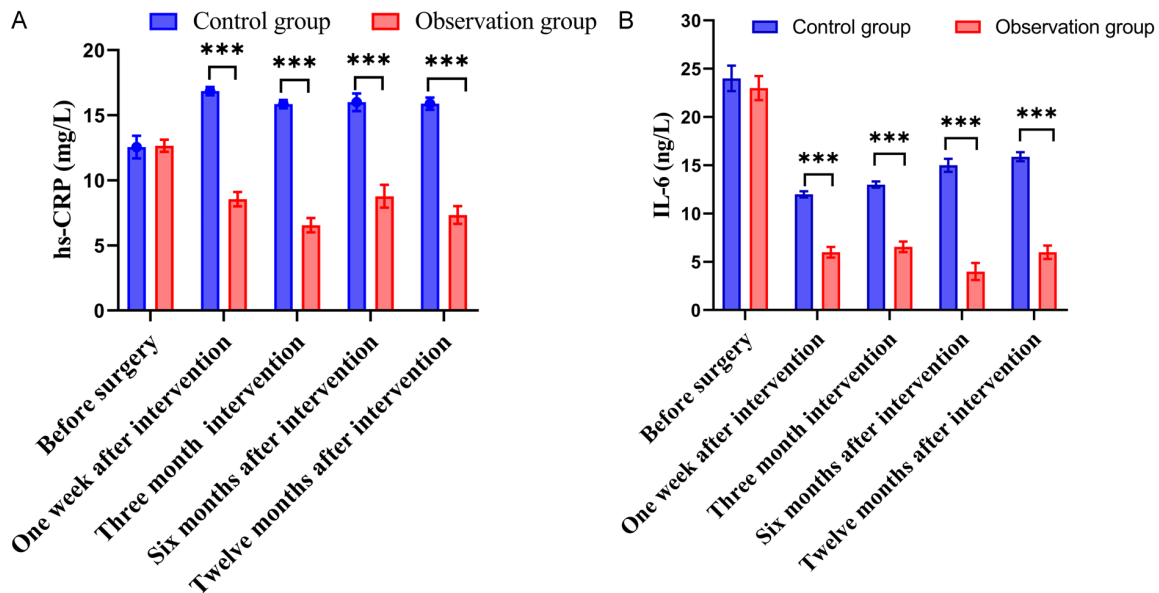 A
Control group
Observation group
hs-CRP (mg/L)
20
15
10
5
0
***
***
***
***
Before surgery
One week after intervention
Three month intervention
Six months after intervention
Twelve months after intervention
B
Control group
Observation group
IL-6 (ng/L)
30
25
20
15
10
5
0
***
***
***
***
Before surgery
One week after intervention
Three month intervention
Six months after intervention
Twelve months after intervention